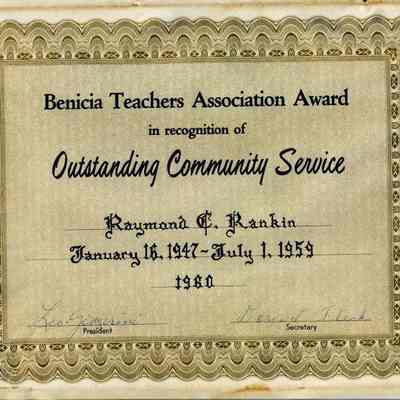 Benicia Teachers Association Award
in recognition of
Outstanding Community Service
Raymond C. Rankin
January 16, 1947 ~ July 1, 1959
1960
President
Secretary